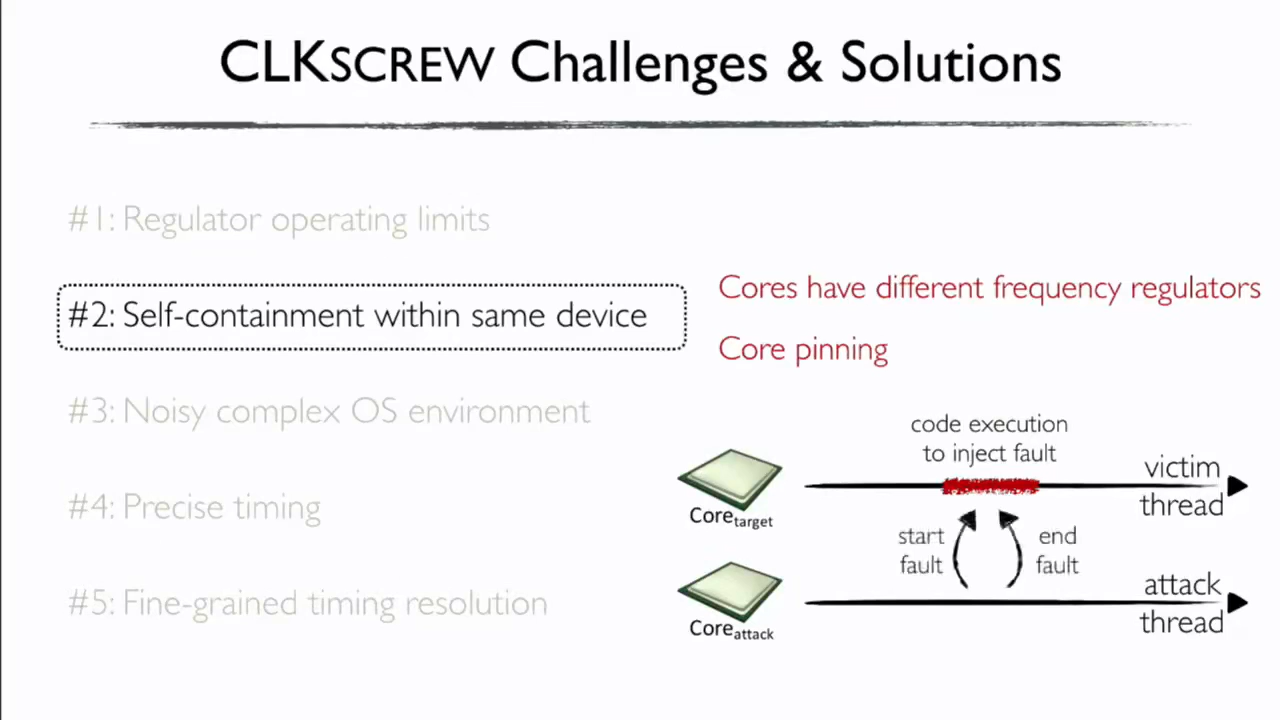 CLKSCREW Challenges & Solutions
#1: Regulator operating limits
#2: Self-containment within same device
Cores have different frequency regulators
Core pinning
#3: Noisy complex OS environment
#4: Precise timing
#5: Fine-grained timing resolution
code execution
to inject fault
victim
thread
Coretarget
start
fault
end
fault
attack
thread
Coreattack